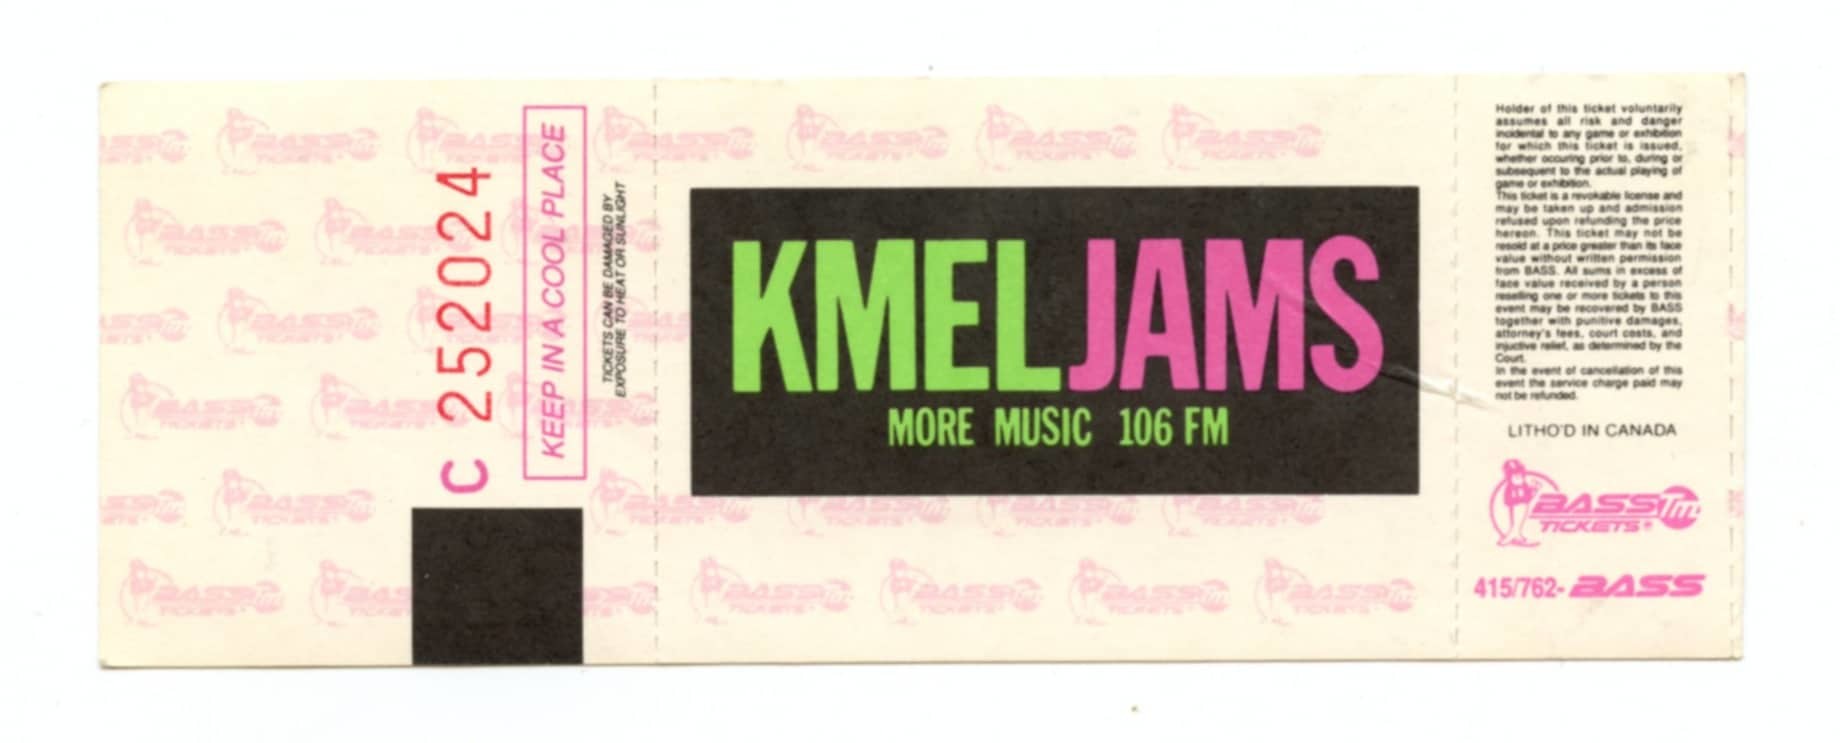 C 252024
KEEP IN A COOL PLACE
TICKETS CAN BE DAMAGED BY
EXPOSURE TO HEAT OR SUNLIGHT
KMELJAMS
MORE MUSIC 106 FM
Holder of this ticket voluntarily
assumes all risk and danger
incidental to any game or exhibition
for which this ticket is issued,
whether occuring prior to, during or
subsequent to the actual playing of
game or exhibition.
This ticket is a revokable license and
may be taken up and admission
refused upon refunding the price
hereon. This ticket may not be
resold at a price greater than its face
value without written permission
from BASS. All sums in excess of
face value received by a person
reselling one or more tickets to this
event may be recovered by BASS
together with punitive damages,
attorney's fees, court costs, and
injuctive relief, as determined by the
Court.
In the event of cancellation of this
event the service charge paid may
not be refunded.
LITHO'D IN CANADA
BASS TM
TICKETS®
415/762-BASS